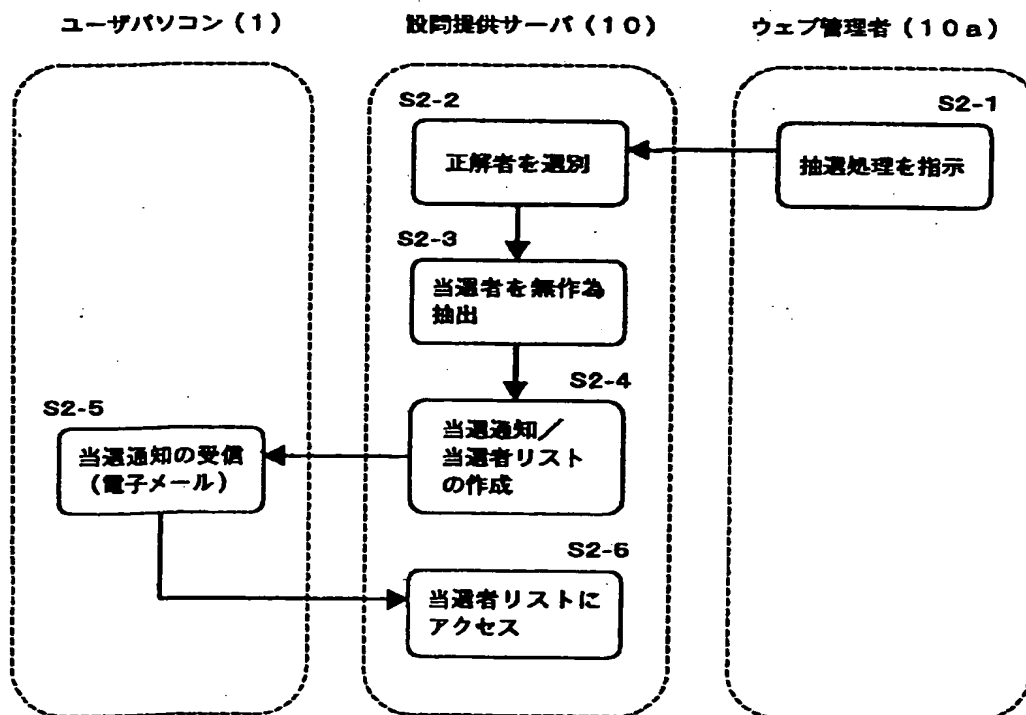 ユーザパソコン（１） 設問提供サーバ（１０） ウェブ管理者（１０ａ）
S2-2
S2-1
正解者を選別
抽選処理を指示
S2-3
当選者を無作為
抽出
S2-4
S2-5
当選通知／
当選者リスト
の作成
当選通知の受信
（電子メール）
S2-6
当選者リストに
アクセス